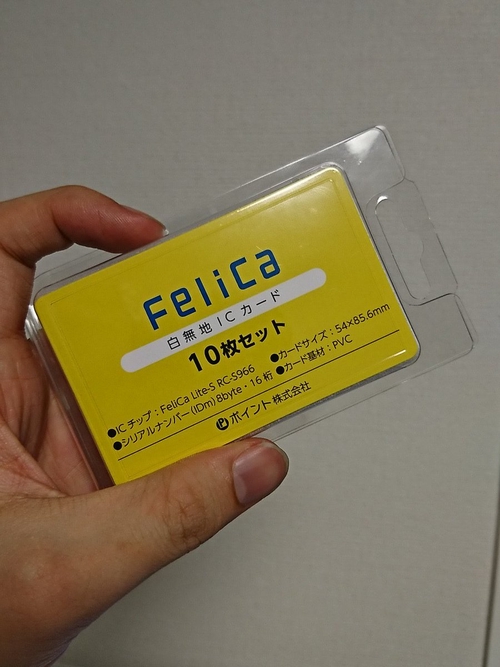 FeliCa
白無地ICカード
10枚セット
●ICチップ：FeliCa Lite-S RC-S966 ●カードサイズ：54×85.6mm
●シリアルナンバー(IDm) 8byte・16桁 ●カード基材：PVC
ポイント株式会社